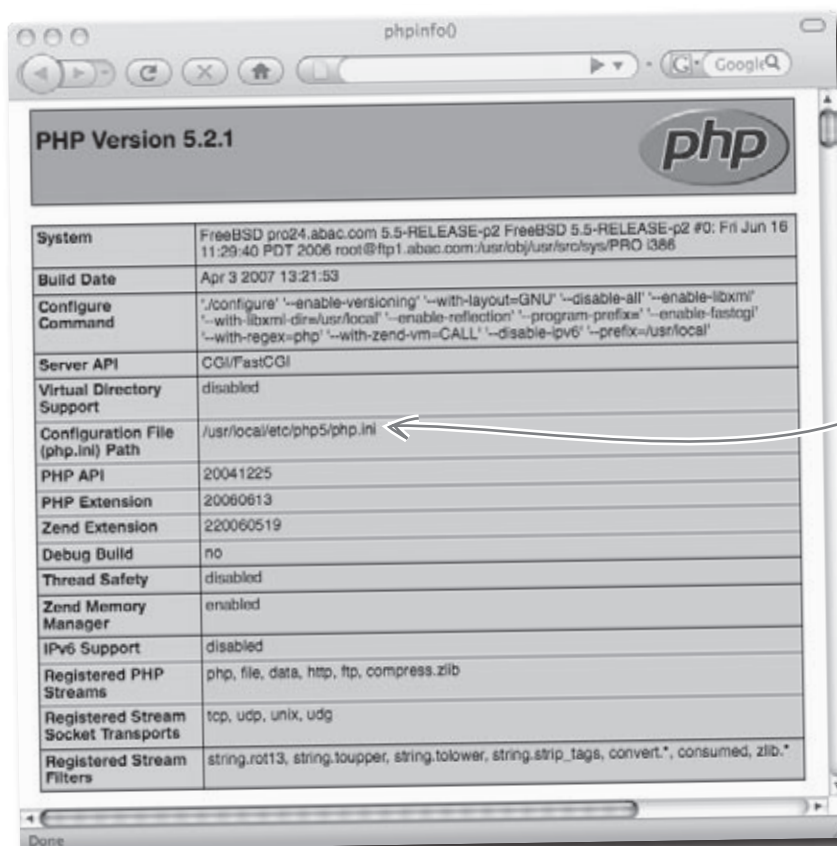 phpinfo()
Google
PHP Version 5.2.1
php
System
FreeBSD pro24.abac.com 5.5-RELEASE-p2 FreeBSD 5.5-RELEASE-p2 #0: Fri Jun 16
11:29:40 PDT 2006 root@ftp1.abac.com:/usr/obj/usr/src/sys/PRO i386
Build Date
Apr 3 2007 13:21:53
Configure
Command
'./configure' '--enable-versioning' '--with-layout=GNU' '--disable-all' '--enable-libxml'
'--with-libxml-dir=/usr/local' '--enable-reflection' '--program-prefix=' '--enable-fastcgi'
'--with-regex=php' '--with-zend-vm=CALL' '--disable-ipv6' '--prefix=/usr/local'
Server API
CGI/FastCGI
Virtual Directory
Support
disabled
Configuration File
(php.ini) Path
/usr/local/etc/php5/php.ini
PHP API
20041225
PHP Extension
20060613
Zend Extension
220060519
Debug Build
no
Thread Safety
disabled
Zend Memory
Manager
enabled
IPv6 Support
disabled
Registered PHP
Streams
php, file, data, http, ftp, compress.zlib
Registered Stream
Socket Transports
tcp, udp, unix, udg
Registered Stream
Filters
string.rot13, string.toupper, string.tolower, string.strip_tags, convert.*, consumed, zlib.*
Done